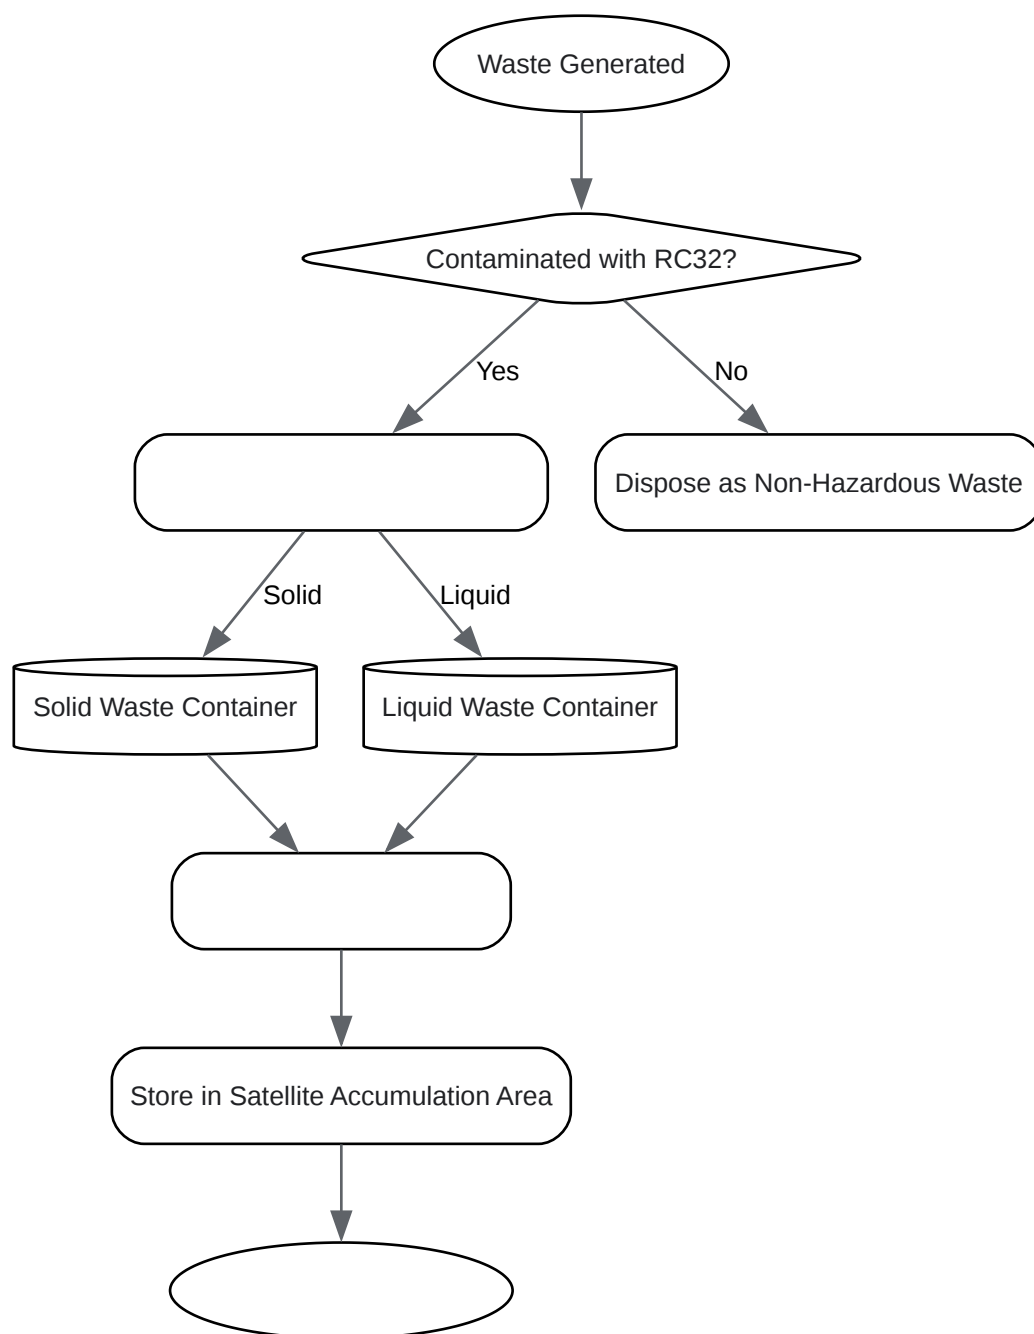 Waste Generated
Contaminated with RC32?
Yes
No
Dispose as Non-Hazardous Waste
Solid
Liquid
Solid Waste Container
Liquid Waste Container
Store in Satellite Accumulation Area